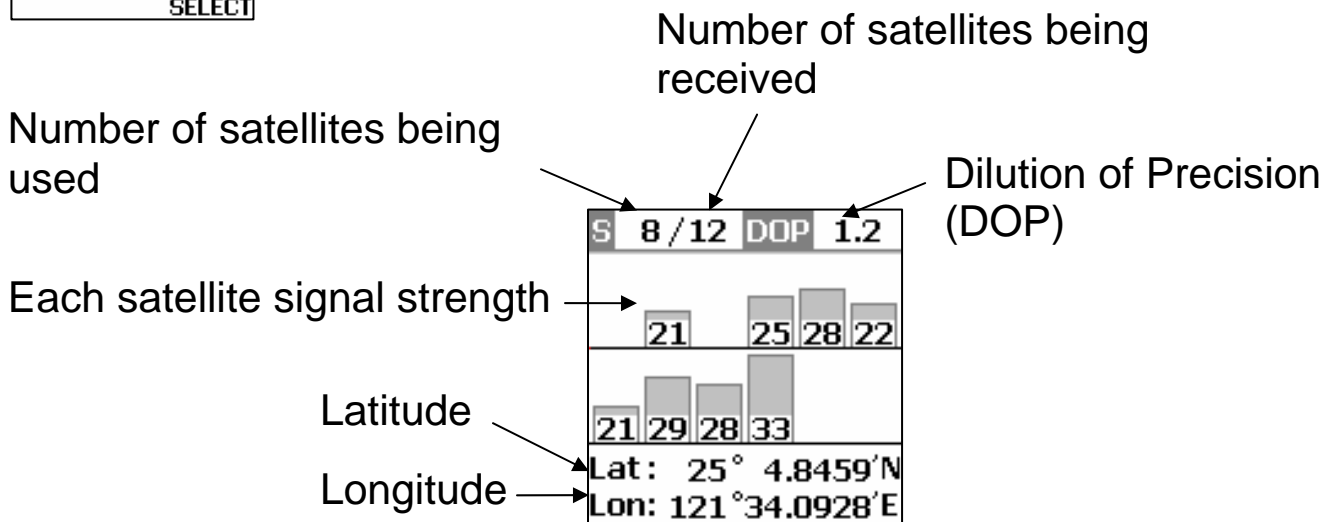 SELECT
Number of satellites being
received
Number of satellites being
used
Dilution of Precision
(DOP)
S 8/12 DOP 1.2
Each satellite signal strength
21 25 28 22
21 29 28 33
Latitude
Lat: 25° 4.8459'N
Longitude
Lon: 121°34.0928'E